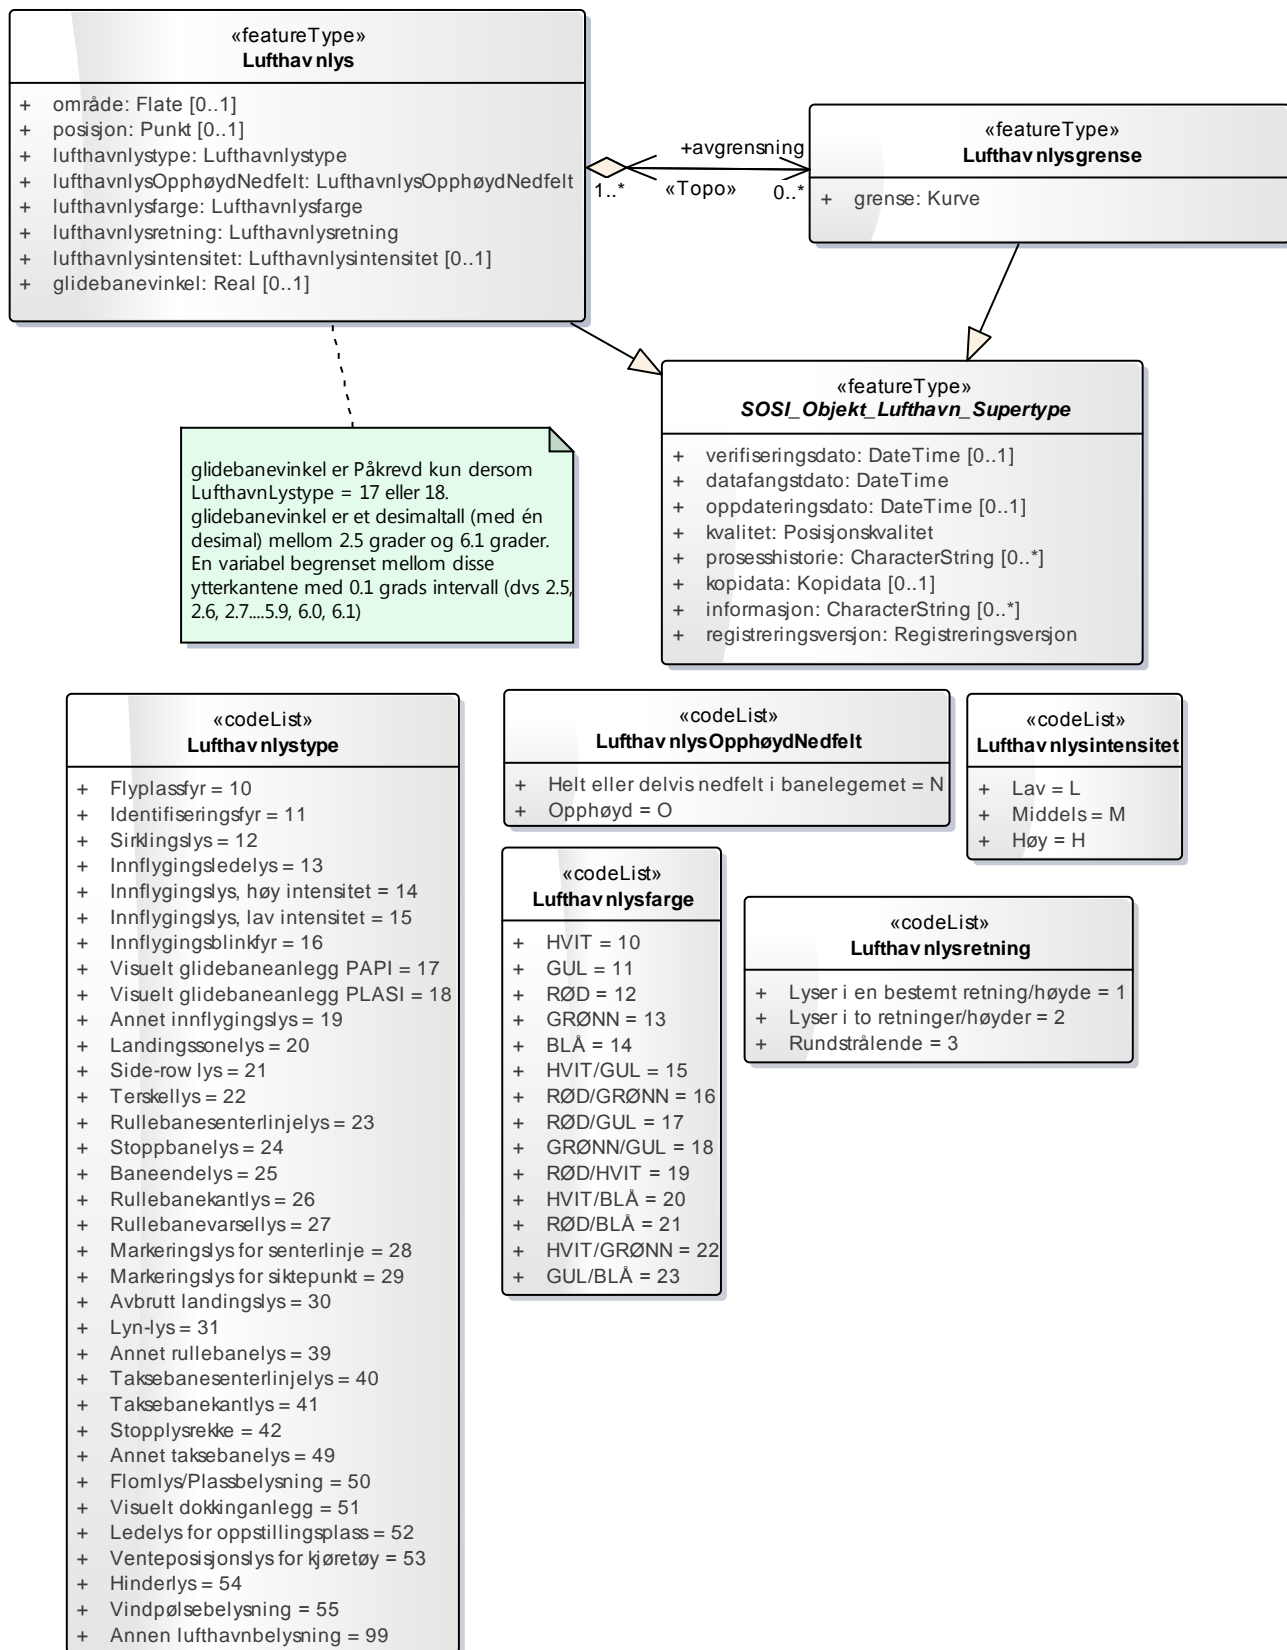 «featureType»
Lufthavnlys
+ område: Flate [0..1]
+ posisjon: Punkt [0..1]
+ lufthavnlystype: Lufthavnlystype
+ lufthavnlysOpphøydNedfelt: LufthavnlysOpphøydNedfelt
+ lufthavnlysfarge: Lufthavnlysfarge
+ lufthavnlysretning: Lufthavnlysretning
+ lufthavnlysintensitet: Lufthavnlysintensitet [0..1]
+ glidebanevinkel: Real [0..1]
+avgrensning
1..*
«Topo»
0..*
«featureType»
Lufthavnlysgrense
+ grense: Kurve
glidebanevinkel er Påkrevd kun dersom
LufthavnLystype = 17 eller 18.
glidebanevinkel er et desimaltall (med én
desimal) mellom 2.5 grader og 6.1 grader.
En variabel begrenset mellom disse
ytterkantene med 0.1 grads intervall (dvs 2.5,
2.6, 2.7....5.9, 6.0, 6.1)
«featureType»
SOSI_Objekt_Lufthavn_Supertype
+ verifiseringsdato: DateTime [0..1]
+ datafangstdato: DateTime
+ oppdateringsdato: DateTime [0..1]
+ kvalitet: Posisjonskvalitet
+ prosesshistorie: CharacterString [0..*]
+ kopidata: Kopidata [0..1]
+ informasjon: CharacterString [0..*]
+ registreringsversjon: Registreringsversjon
«codeList»
Lufthavnlystype
+ Flyplassfyr = 10
+ Identifiseringsfyr = 11
+ Sirklingslys = 12
+ Innflygingsledelys = 13
+ Innflygingslys, høy intensitet = 14
+ Innflygingslys, lav intensitet = 15
+ Innflygingsblinkfyr = 16
+ Visuelt glidebaneanlegg PAPI = 17
+ Visuelt glidebaneanlegg PLASI = 18
+ Annet innflygingslys = 19
+ Landingssonelys = 20
+ Side-row lys = 21
+ Terskellys = 22
+ Rullebanesenterlinjelys = 23
+ Stoppbanelys = 24
+ Baneendelys = 25
+ Rullebanekantlys = 26
+ Rullebanevarsellys = 27
+ Markeringslys for senterlinje = 28
+ Markeringslys for siktepunkt = 29
+ Avbrutt landingslys = 30
+ Lyn-lys = 31
+ Annet rullebanelys = 39
+ Taksebanesenterlinjelys = 40
+ Taksebanekantlys = 41
+ Stopplysrekke = 42
+ Annet taksebanelys = 49
+ Flomlys/Plassbelysning = 50
+ Visuelt dokkinganlegg = 51
+ Ledelys for oppstillingsplass = 52
+ Venteposisjonslys for kjøretøy = 53
+ Hinderlys = 54
+ Vindpølsebelysning = 55
+ Annen lufthavnbelysning = 99
«codeList»
LufthavnlysOpphøydNedfelt
+ Helt eller delvis nedfelt i banelegemet = N
+ Opphøyd = O
«codeList»
Lufthavnlysintensitet
+ Lav = L
+ Middels = M
+ Høy = H
«codeList»
Lufthavnlysfarge
+ HVIT = 10
+ GUL = 11
+ RØD = 12
+ GRØNN = 13
+ BLÅ = 14
+ HVIT/GUL = 15
+ RØD/GRØNN = 16
+ RØD/GUL = 17
+ GRØNN/GUL = 18
+ RØD/HVIT = 19
+ HVIT/BLÅ = 20
+ RØD/BLÅ = 21
+ HVIT/GRØNN = 22
+ GUL/BLÅ = 23
«codeList»
Lufthavnlysretning
+ Lyser i en bestemt retning/høyde = 1
+ Lyser i to retninger/høyder = 2
+ Rundstrålende = 3